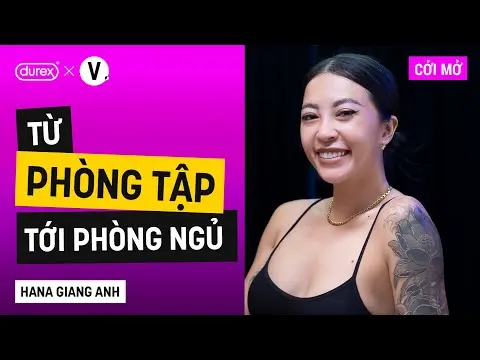 durex × V.
CỞI MỞ
TỪ
PHÒNG TẬP
TỚI PHÒNG NGỦ
HANA GIANG ANH